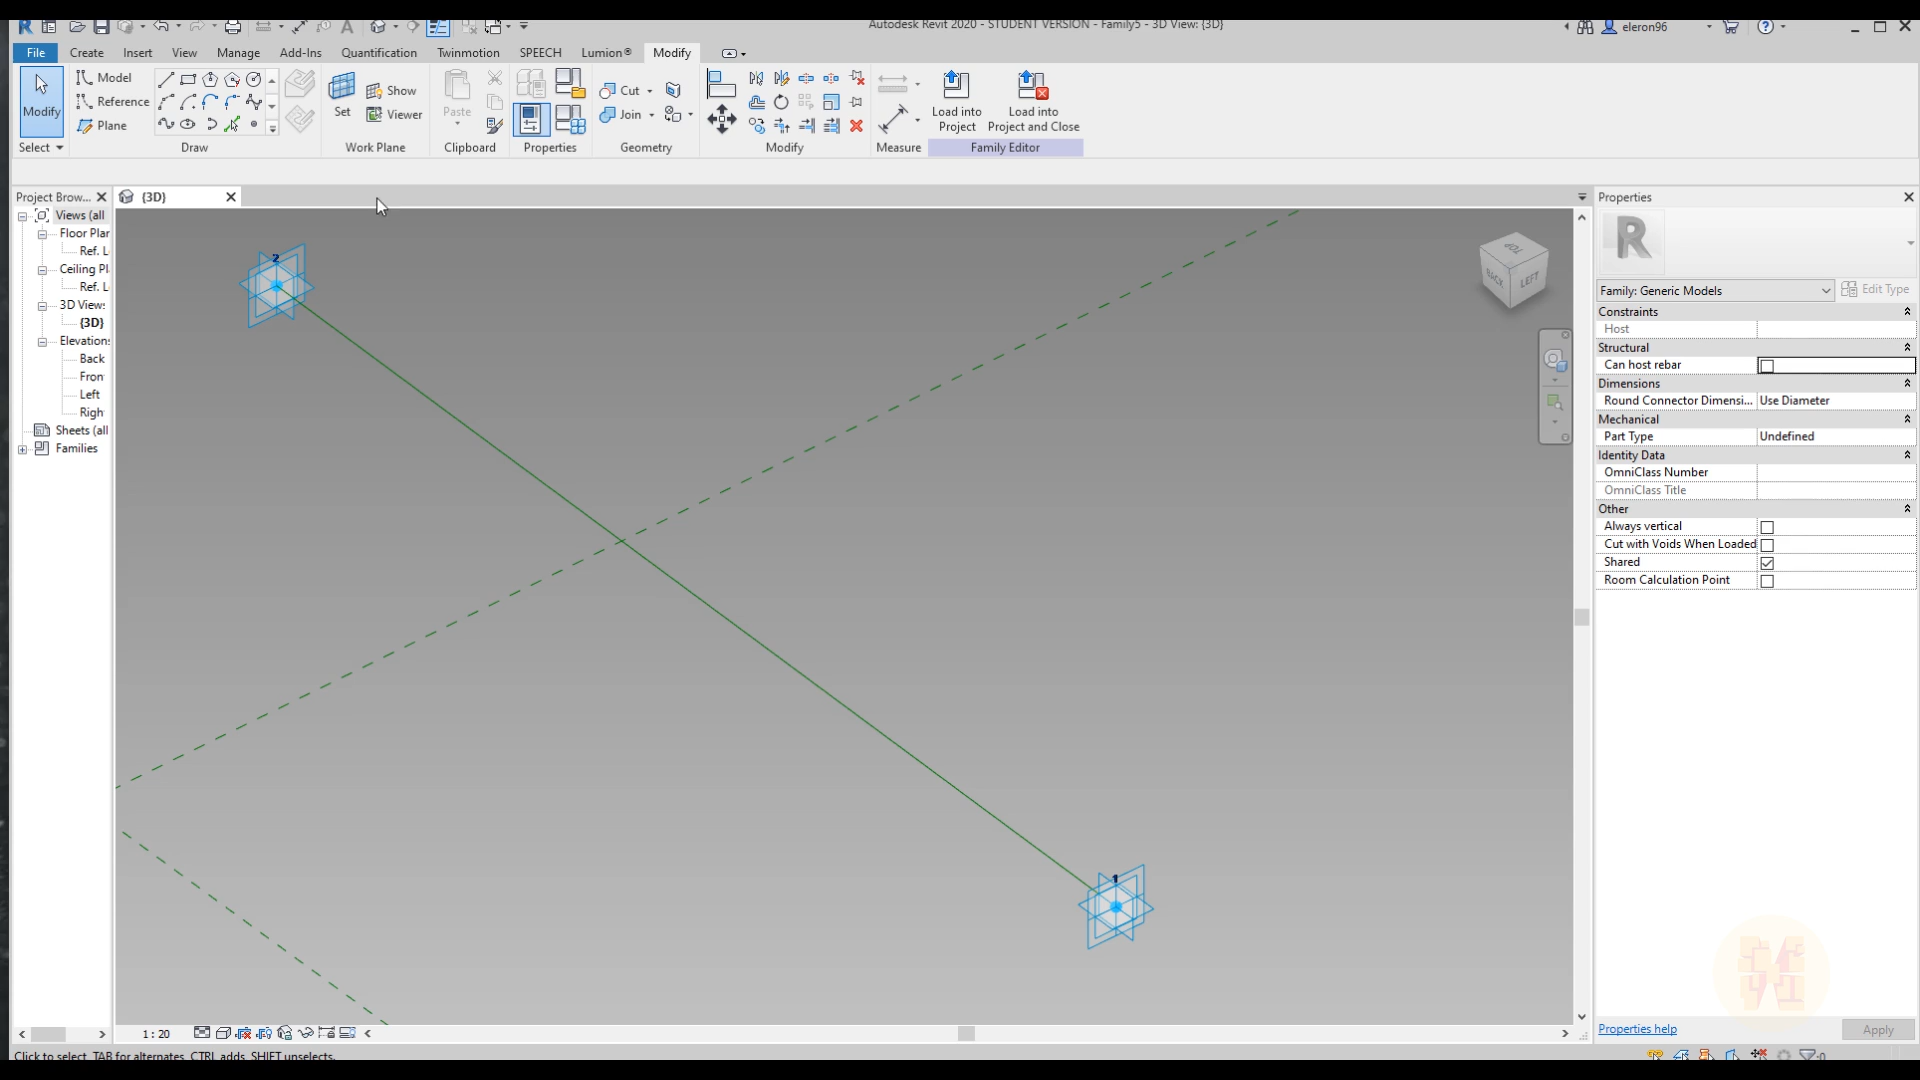 Autodesk Revit 2020 - STUDENT VERSION - Family5 - 3D View: {3D}
eleron96
File
Create
Insert
View
Manage
Add-Ins
Quantification
Twinmotion
SPEECH
Lumion®
Modify
Modify
Model
Reference
Plane
Set
Show
Viewer
Paste
Cut
Join
Load into
Project
Load into
Project and Close
Select
Draw
Work Plane
Clipboard
Properties
Geometry
Modify
Measure
Family Editor
Project Brow...
{3D}
Views (all
Floor Plan
Ref. L
Ceiling Pl
Ref. L
3D Views
{3D}
Elevations
Back
Fron
Left
Righ
Sheets (all
Families
2
1
TOP
BACK
LEFT
Properties
R
Family: Generic Models
Edit Type
Constraints
Host
Structural
Can host rebar
Dimensions
Round Connector Dimensi...
Use Diameter
Mechanical
Part Type
Undefined
Identity Data
OmniClass Number
OmniClass Title
Other
Always vertical
Cut with Voids When Loaded
Shared
Room Calculation Point
Properties help
Apply
1 : 20
Click to select, TAB for alternates, CTRL adds, SHIFT unselects.
:0